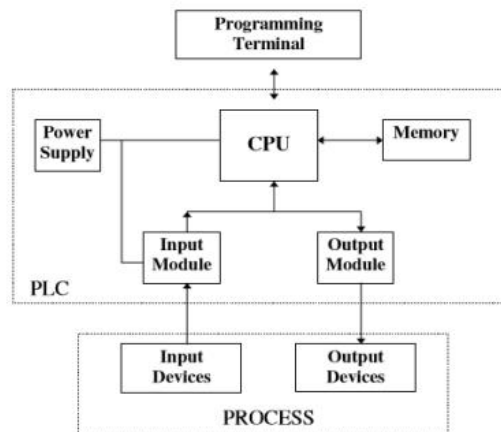 Programming
Terminal
Power
Supply
CPU
Memory
Input
Module
Output
Module
PLC
Input
Devices
Output
Devices
PROCESS